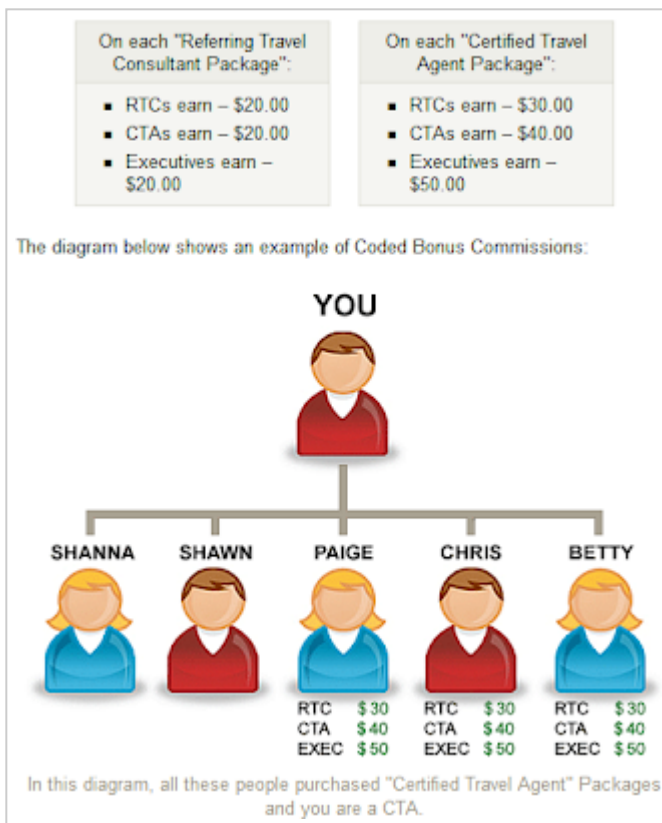 On each "Referring Travel
Consultant Package":
▪ RTCs earn – $20.00
▪ CTAs earn – $20.00
▪ Executives earn –
$20.00
On each "Certified Travel
Agent Package":
▪ RTCs earn – $30.00
▪ CTAs earn – $40.00
▪ Executives earn –
$50.00
The diagram below shows an example of Coded Bonus Commissions:
YOU
SHANNA SHAWN PAIGE CHRIS BETTY
RTC $30 RTC $30 RTC $30
CTA $40 CTA $40 CTA $40
EXEC $50 EXEC $50 EXEC $50
In this diagram, all these people purchased "Certified Travel Agent" Packages
and you are a CTA.